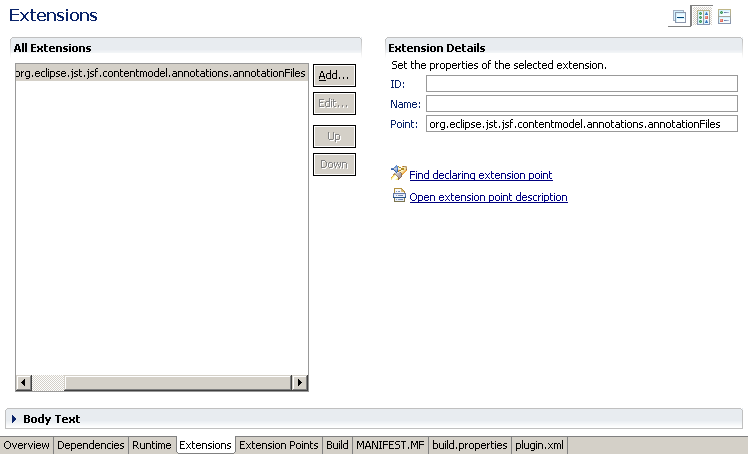 Extensions
All Extensions
org.eclipse.jst.jsf.contentmodel.annotations.annotationFiles
Add...
Edit...
Up
Down
Extension Details
Set the properties of the selected extension.
ID:
Name:
Point: org.eclipse.jst.jsf.contentmodel.annotations.annotationFiles
Find declaring extension point
Open extension point description
Body Text
Overview Dependencies Runtime Extensions Extension Points Build MANIFEST.MF build.properties plugin.xml